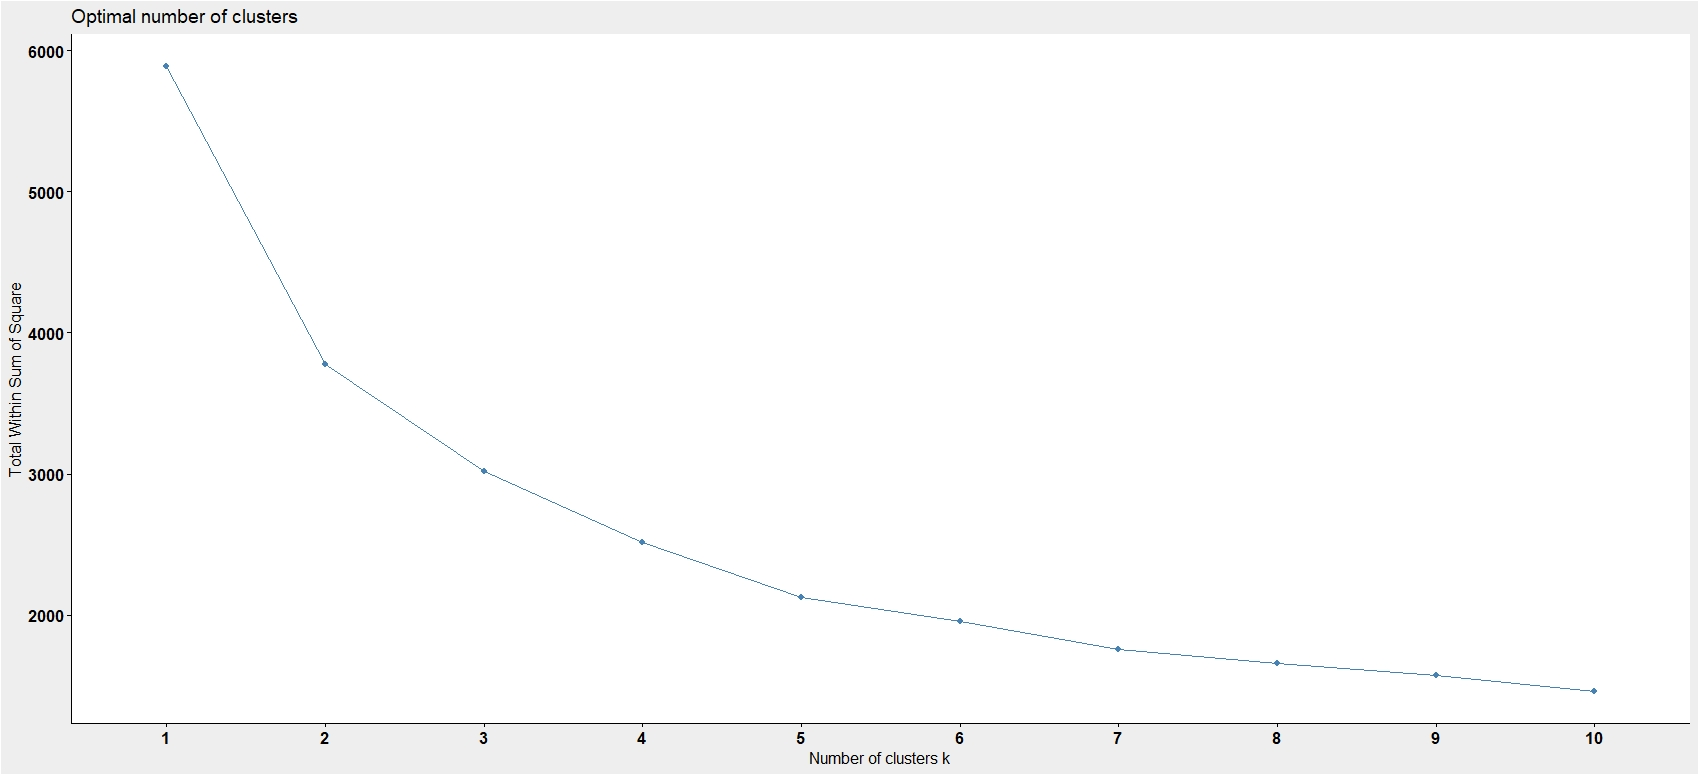 Optimal number of clusters
6000
5000
4000
3000
2000
Total Within Sum of Square
1 2 3 4 5 6 7 8 9 10
Number of clusters k